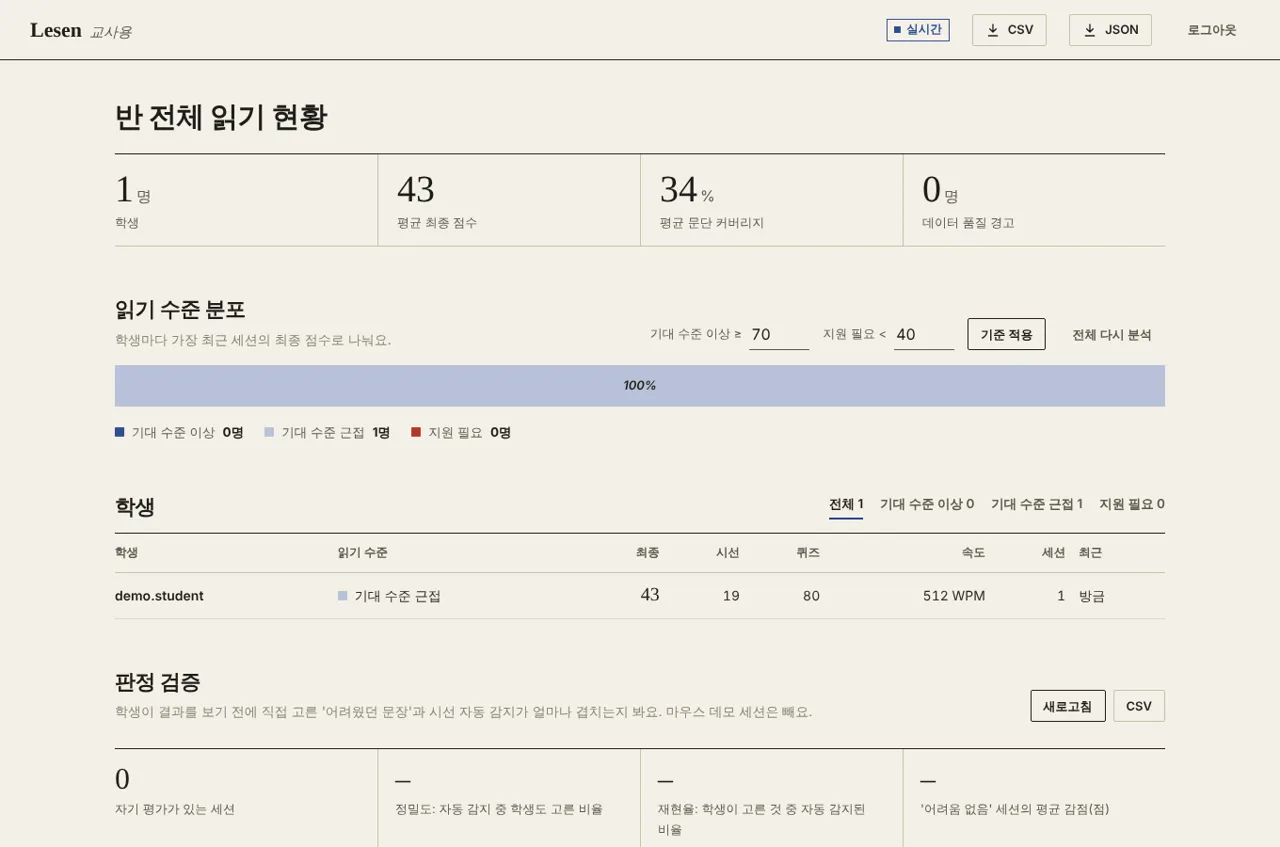 Lesen 교사용
실시간
CSV
JSON
로그아웃
반 전체 읽기 현황
1 명
학생
43
평균 최종 점수
34 %
평균 문단 커버리지
0 명
데이터 품질 경고
읽기 수준 분포
학생마다 가장 최근 세션의 최종 점수로 나눠요.
기대 수준 이상 ≥ 70
지원 필요 < 40
기준 적용
전체 다시 분석
100%
기대 수준 이상 0명
기대 수준 근접 1명
지원 필요 0명
학생
전체 1 기대 수준 이상 0 기대 수준 근접 1 지원 필요 0
학생 읽기 수준 최종 시선 퀴즈 속도 세션 최근
demo.student 기대 수준 근접 43 19 80 512 WPM 1 방금
판정 검증
학생이 결과를 보기 전에 직접 고른 '어려웠던 문장'과 시선 자동 감지가 얼마나 겹치는지 봐요. 마우스 데모 세션은 빼요.
새로고침
CSV
0
자기 평가가 있는 세션
—
정밀도: 자동 감지 중 학생도 고른 비율
—
재현율: 학생이 고른 것 중 자동 감지된
비율
—
'어려움 없음' 세션의 평균 감점(점)